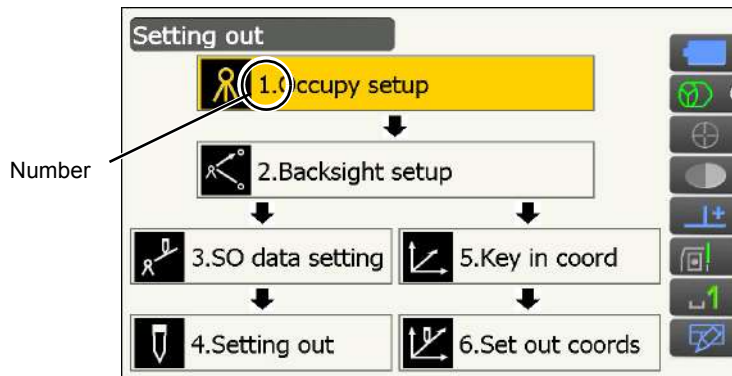 Setting out
1.Occupy setup
Number
2.Backsight setup
3.SO data setting
5.Key in coord
4.Setting out
6.Set out coords
1